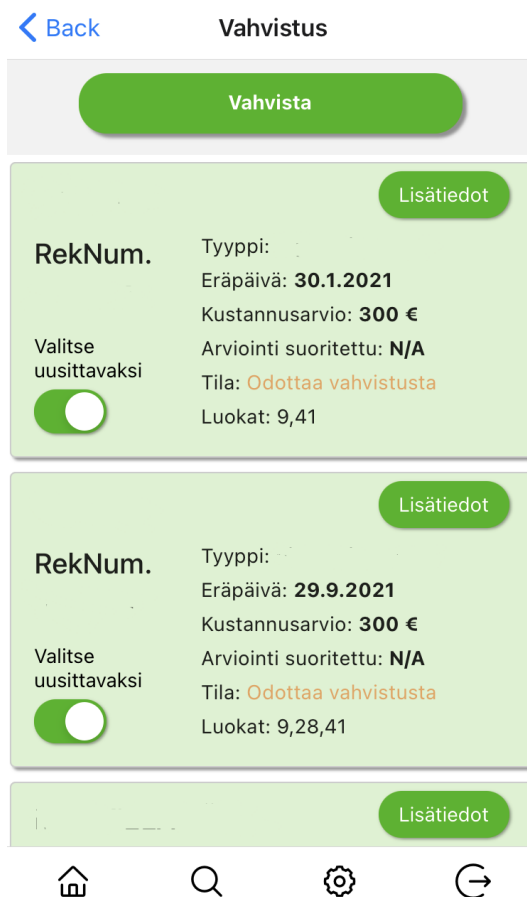 Back
Vahvistus
Vahvista
Lisätiedot
RekNum.
Tyyppi:
Eräpäivä: 30.1.2021
Kustannusarvio: 300 €
Arviointi suoritettu: N/A
Tila: Odottaa vahvistusta
Luokat: 9,41
Valitse
uusittavaksi
Lisätiedot
RekNum.
Tyyppi:
Eräpäivä: 29.9.2021
Kustannusarvio: 300 €
Arviointi suoritettu: N/A
Tila: Odottaa vahvistusta
Luokat: 9,28,41
Valitse
uusittavaksi
Lisätiedot